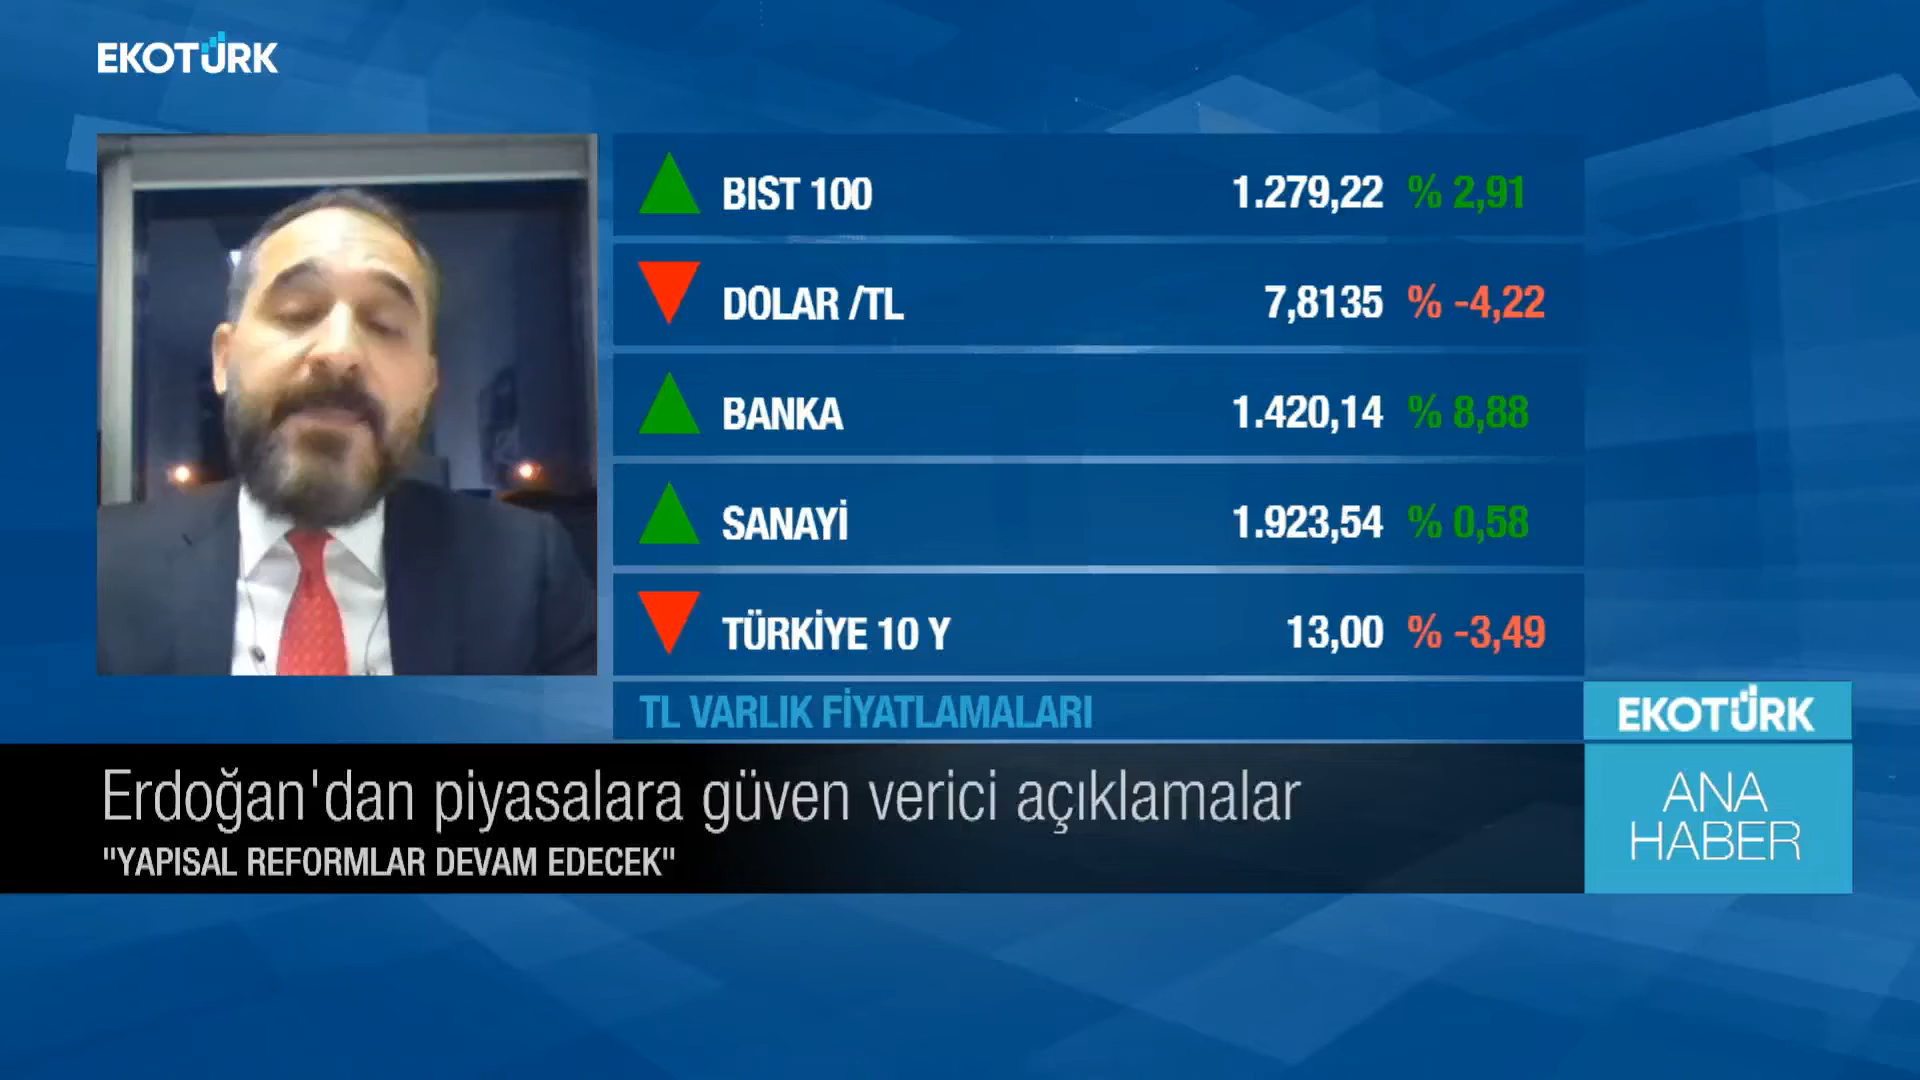 EKOTÜRK
BIST 100 1.279,22 % 2,91
DOLAR /TL 7,8135 % -4,22
BANKA 1.420,14 % 8,88
SANAYİ 1.923,54 % 0,58
TÜRKİYE 10 Y 13,00 % -3,49
TL VARLIK FİYATLAMALARI
EKOTÜRK
Erdoğan'dan piyasalara güven verici açıklamalar
"YAPISAL REFORMLAR DEVAM EDECEK"
ANA
HABER